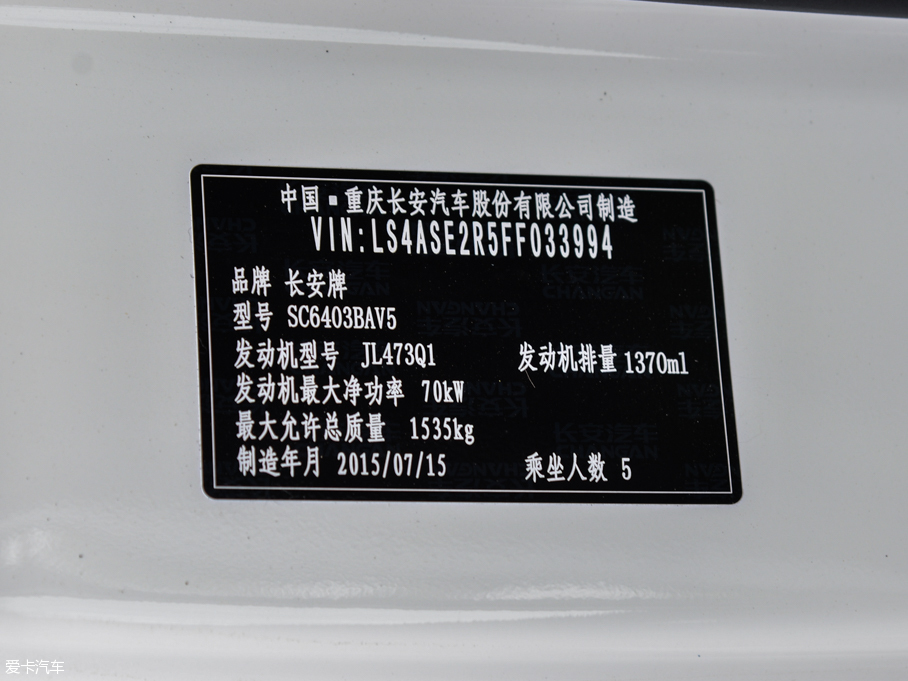 中国·重庆长安汽车股份有限公司制造
VIN:LS4ASE2R5FF033994
品牌 长安牌
型号 SC6403BAV5
发动机型号 JL473Q1 发动机排量 1370ml
发动机最大净功率 70kW
最大允许总质量 1535kg
制造年月 2015/07/15 乘坐人数 5
爱卡汽车